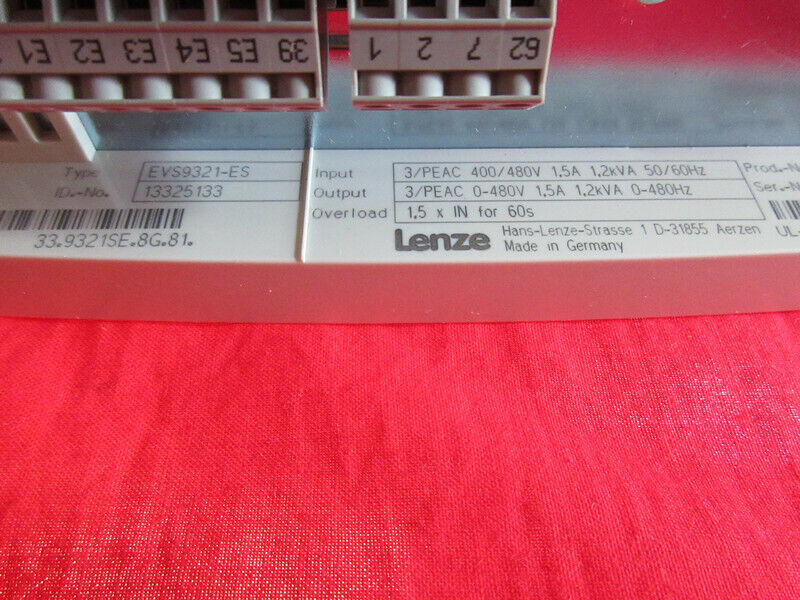 E1 E2 E3 E4 E5 39 1 2 7 62
Type EVS9321-ES
ID.-No. 13325133
33.9321SE.8G.81.
Input 3/PEAC 400/480V 1,5A 1,2kVA 50/60Hz
Output 3/PEAC 0-480V 1,5A 1,2kVA 0-480Hz
Overload 1,5 x IN for 60s
Lenze Hans-Lenze-Strasse 1 D-31855 Aerzen
Made in Germany
Prod.-N
Ser.-N
UL-